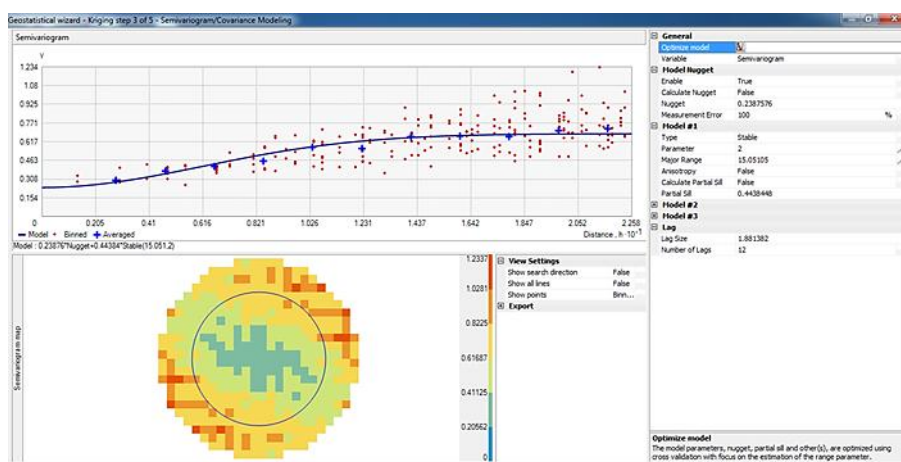 Geostatistical wizard - Kriging step 3 of 5 - Semivariogram/Covariance Modeling
Semivariogram
γ
1.234
1.08
0.925
0.771
0.617
0.463
0.308
0.154
0 0.205 0.41 0.616 0.821 1.026 1.231 1.437 1.642 1.847 2.052 2.258
Model Binned Averaged
Distance , h ·10⁻¹
Model : 0.23876*Nugget+0.44384*Stable(15.051,2)
General
Optimize model
Variable Semivariogram
Model Nugget
Enable True
Calculate Nugget False
Nugget 0.2387576
Measurement Error 100 %
Model #1
Type Stable
Parameter 2
Major Range 15.05105
Anisotropy False
Calculate Partial Sill False
Partial Sill 0.4438448
Model #2
Model #3
Lag
Lag Size 1.881382
Number of Lags 12
Semivariogram map
1.2337
1.0281
0.8225
0.61687
0.41125
0.20562
0
View Settings
Show search direction False
Show all lines False
Show points Binn...
Export
Optimize model
The model parameters, nugget, partial sill and other(s), are optimized using
cross validation with focus on the estimation of the range parameter.